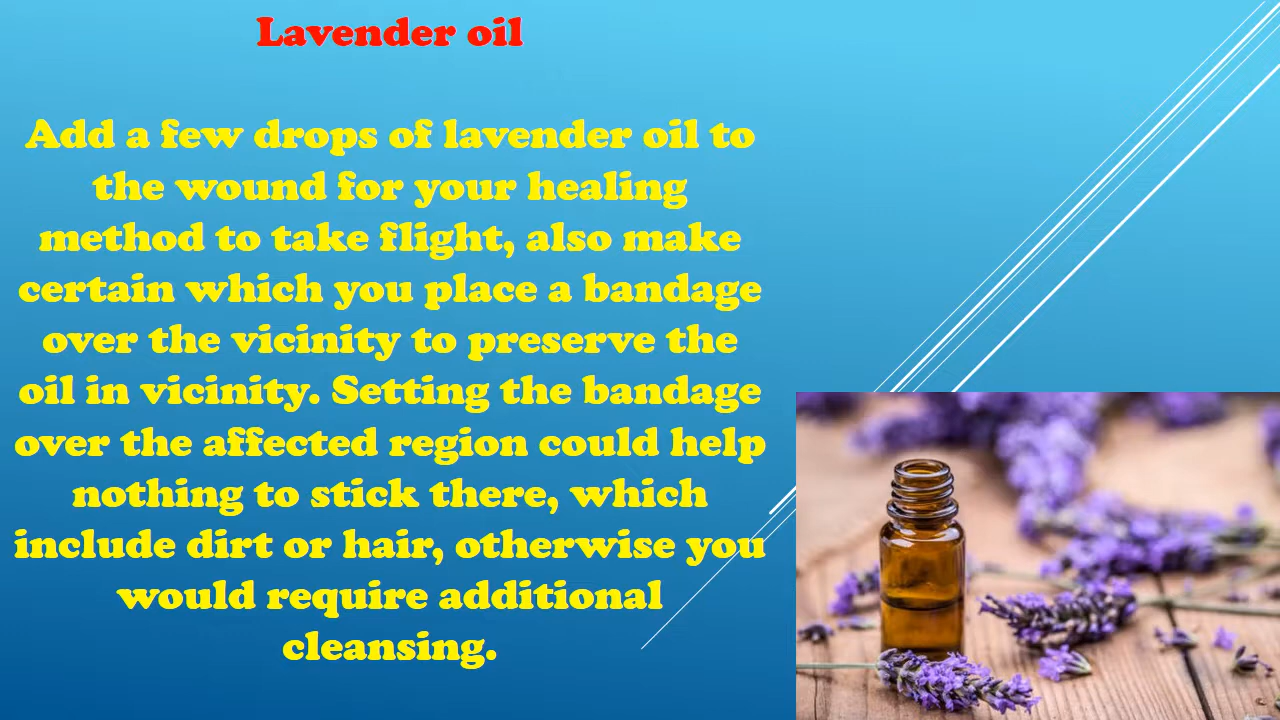 Lavender oil
Add a few drops of lavender oil to
the wound for your healing
method to take flight, also make
certain which you place a bandage
over the vicinity to preserve the
oil in vicinity. Setting the bandage
over the affected region could help
nothing to stick there, which
include dirt or hair, otherwise you
would require additional
cleansing.